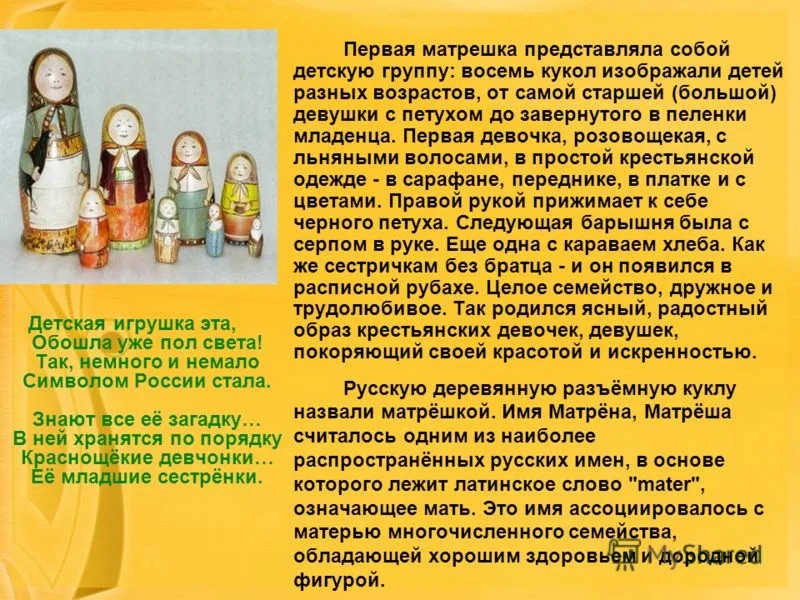 Первая матрешка представляла собой
детскую группу: восемь кукол изображали детей
разных возрастов, от самой старшей (большой)
девушки с петухом до завернутого в пеленки
младенца. Первая девочка, розовощекая, с
льняными волосами, в простой крестьянской
одежде - в сарафане, переднике, в платке и с
цветами. Правой рукой прижимает к себе
черного петуха. Следующая барышня была с
серпом в руке. Еще одна с караваем хлеба. Как
же сестричкам без братца - и он появился в
расписной рубахе. Целое семейство, дружное и
трудолюбивое. Так родился ясный, радостный
образ крестьянских девочек, девушек,
покоряющий своей красотой и искренностью.
Русскую деревянную разъёмную куклу
назвали матрёшкой. Имя Матрёна, Матрёша
считалось одним из наиболее
распространённых русских имен, в основе
которого лежит латинское слово "mater",
означающее мать. Это имя ассоциировалось с
матерью многочисленного семейства,
обладающей хорошим здоровьем и дородной
фигурой.
Детская игрушка эта,
Обошла уже пол света!
Так, немного и немало
Символом России стала.
Знают все её загадку…
В ней хранятся по порядку
Краснощёкие девчонки…
Её младшие сестрёнки.
MyShared